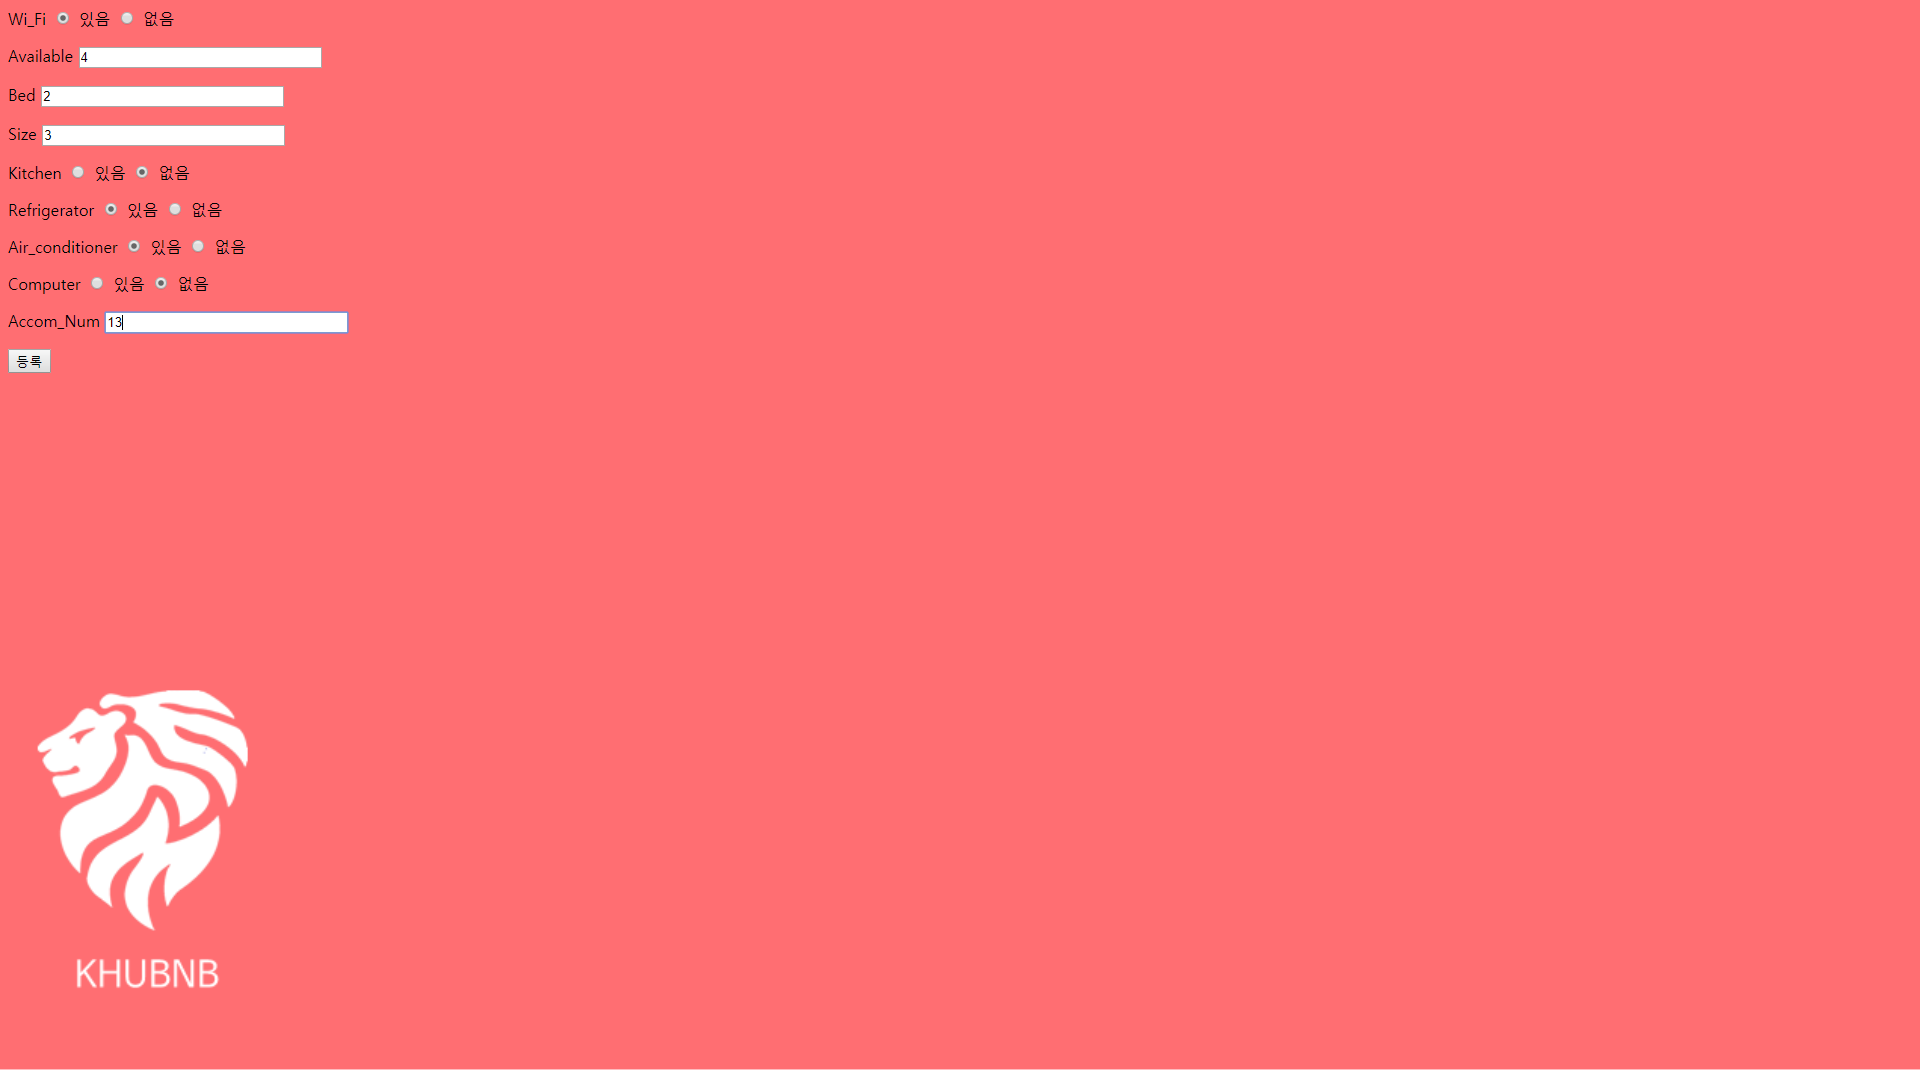 Wi_Fi 있음 없음
Available 4
Bed 2
Size 3
Kitchen 있음 없음
Refrigerator 있음 없음
Air_conditioner 있음 없음
Computer 있음 없음
Accom_Num 13
등록
KHUBNB